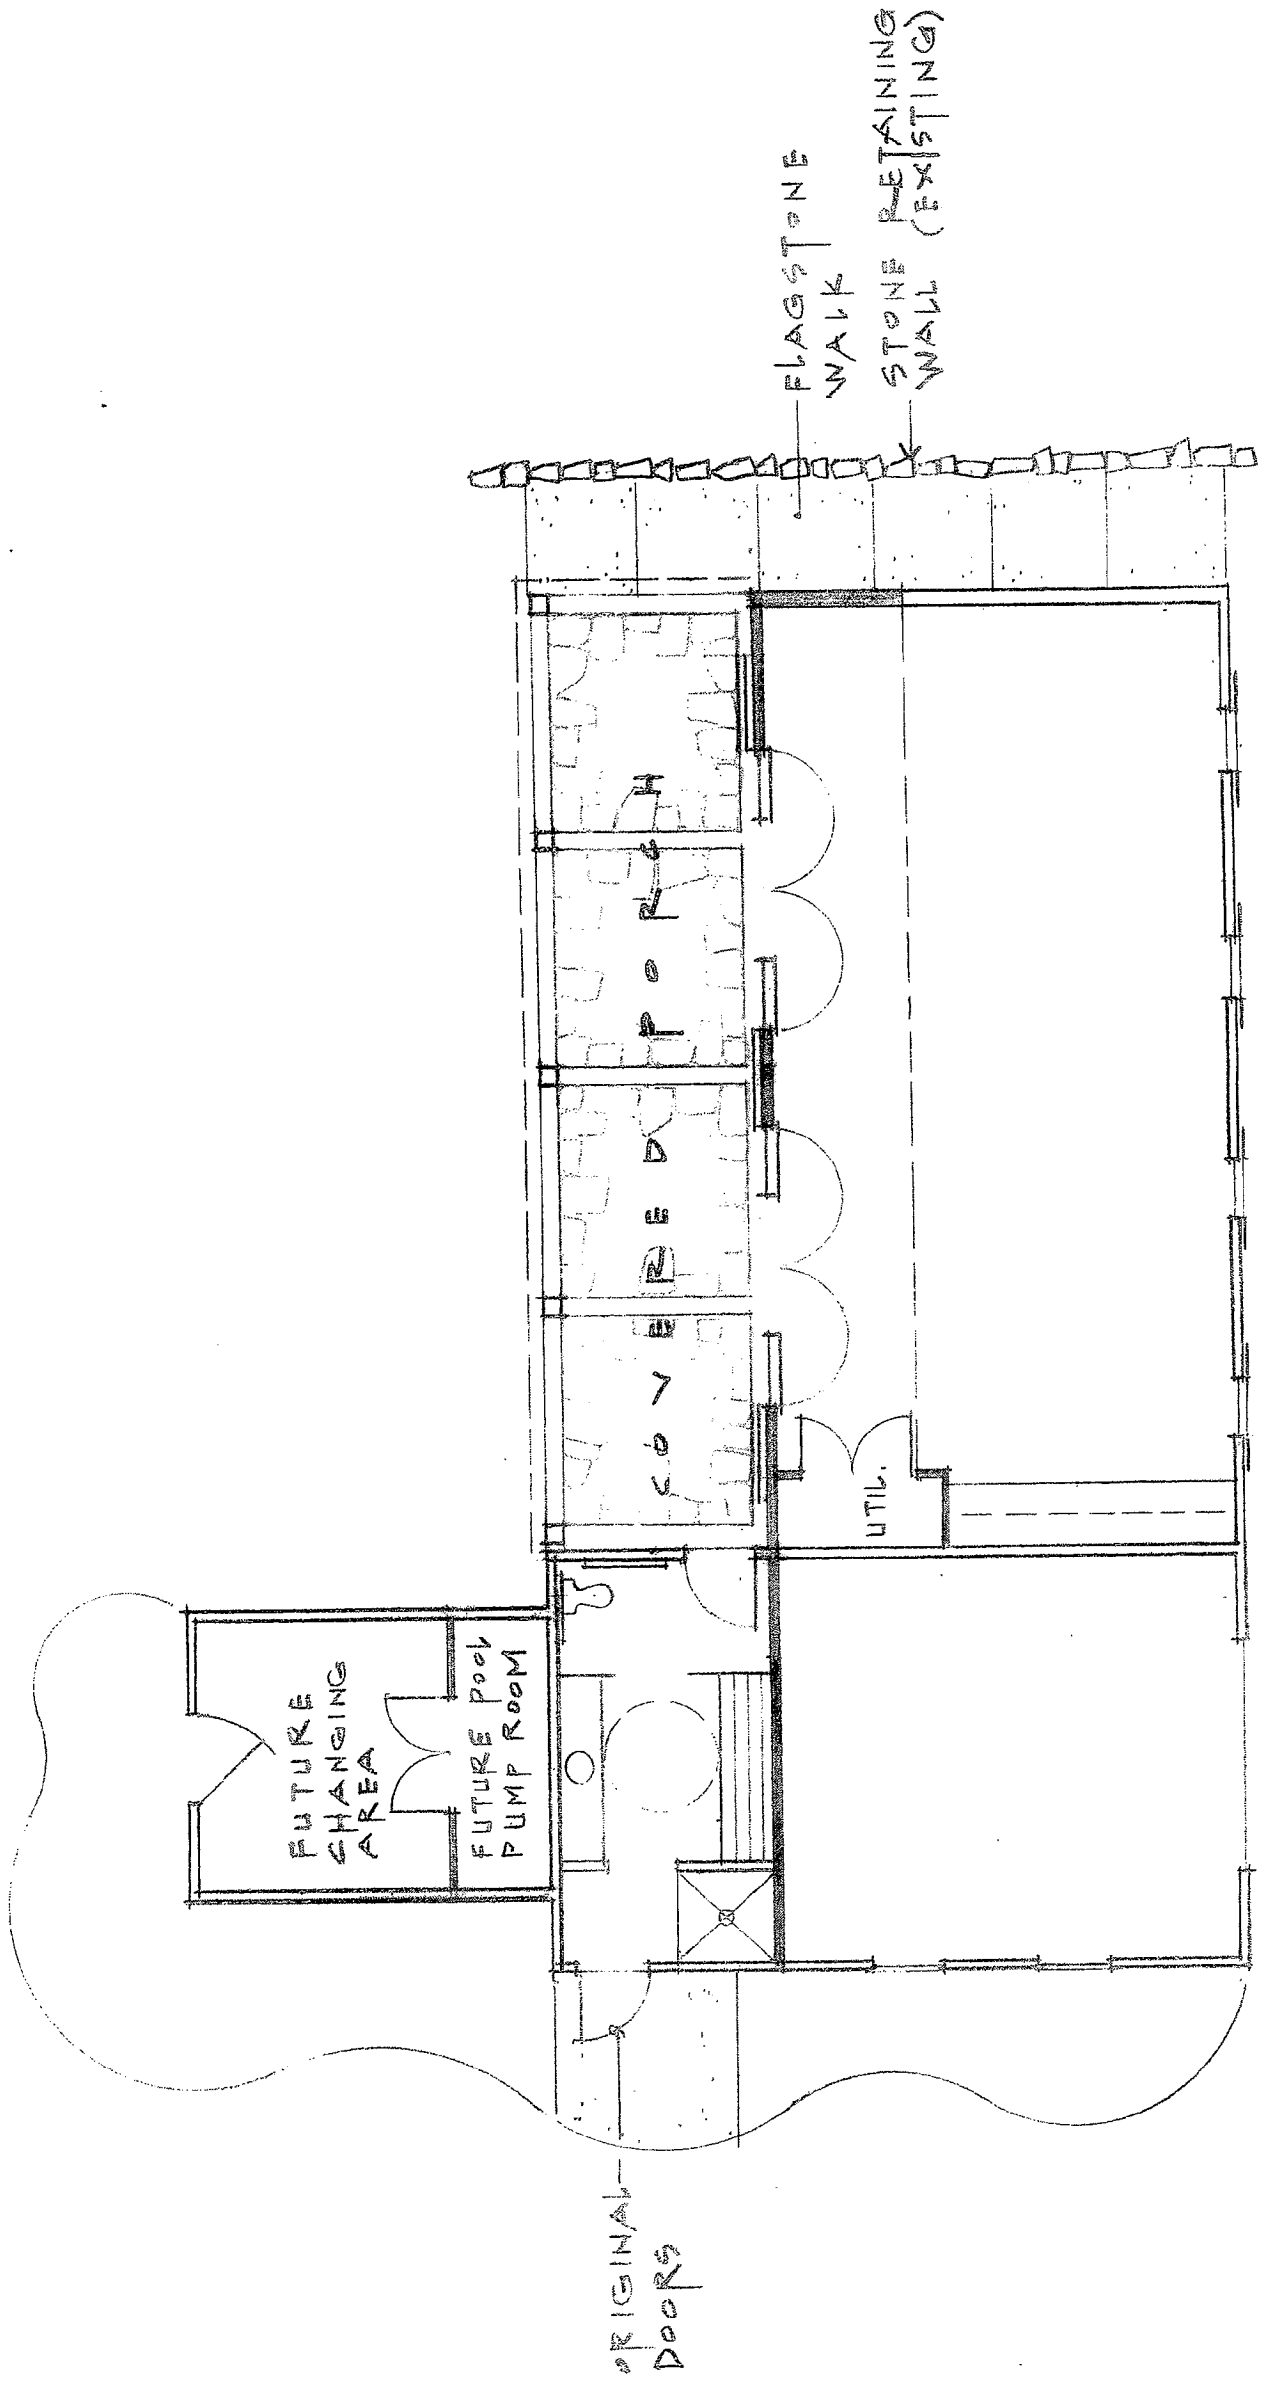 ORIGINAL
DOORS
FUTURE
CHANGING
AREA
FUTURE POOL
PUMP ROOM
COVERED PORCH
UTIL.
FLAGSTONE
WALK
STONE RETAINING
WALL (EXISTING)